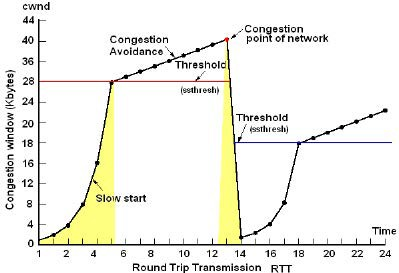 cwnd
44
40
36
32
28
24
20
18
12
8
4
0
Congestion window (Kbytes)
Congestion
Avoidance
Congestion
point of network
Threshold
(ssthresh)
Threshold
(ssthresh)
Slow start
Time
1 2 4 6 8 10 12 14 16 18 20 22 24
Round Trip Transmission RTT